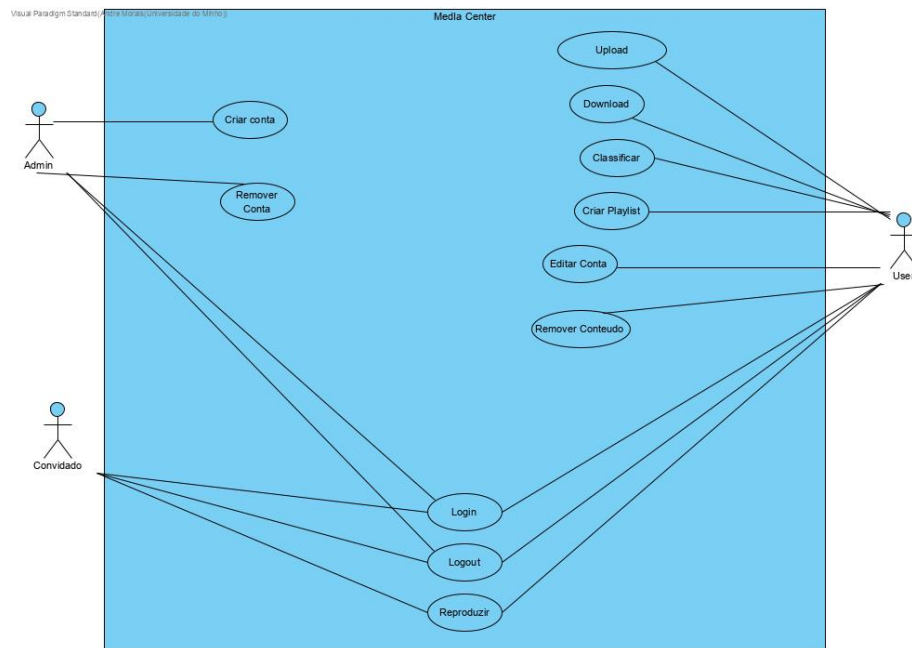 Visual Paradigm Standard(Andre Morais(Universidade do Minho))
Media Center
Upload
Download
Criar conta
Admin
Classificar
Remover
Conta
Criar Playlist
Editar Conta
User
Remover Conteudo
Convidado
Login
Logout
Reproduzir